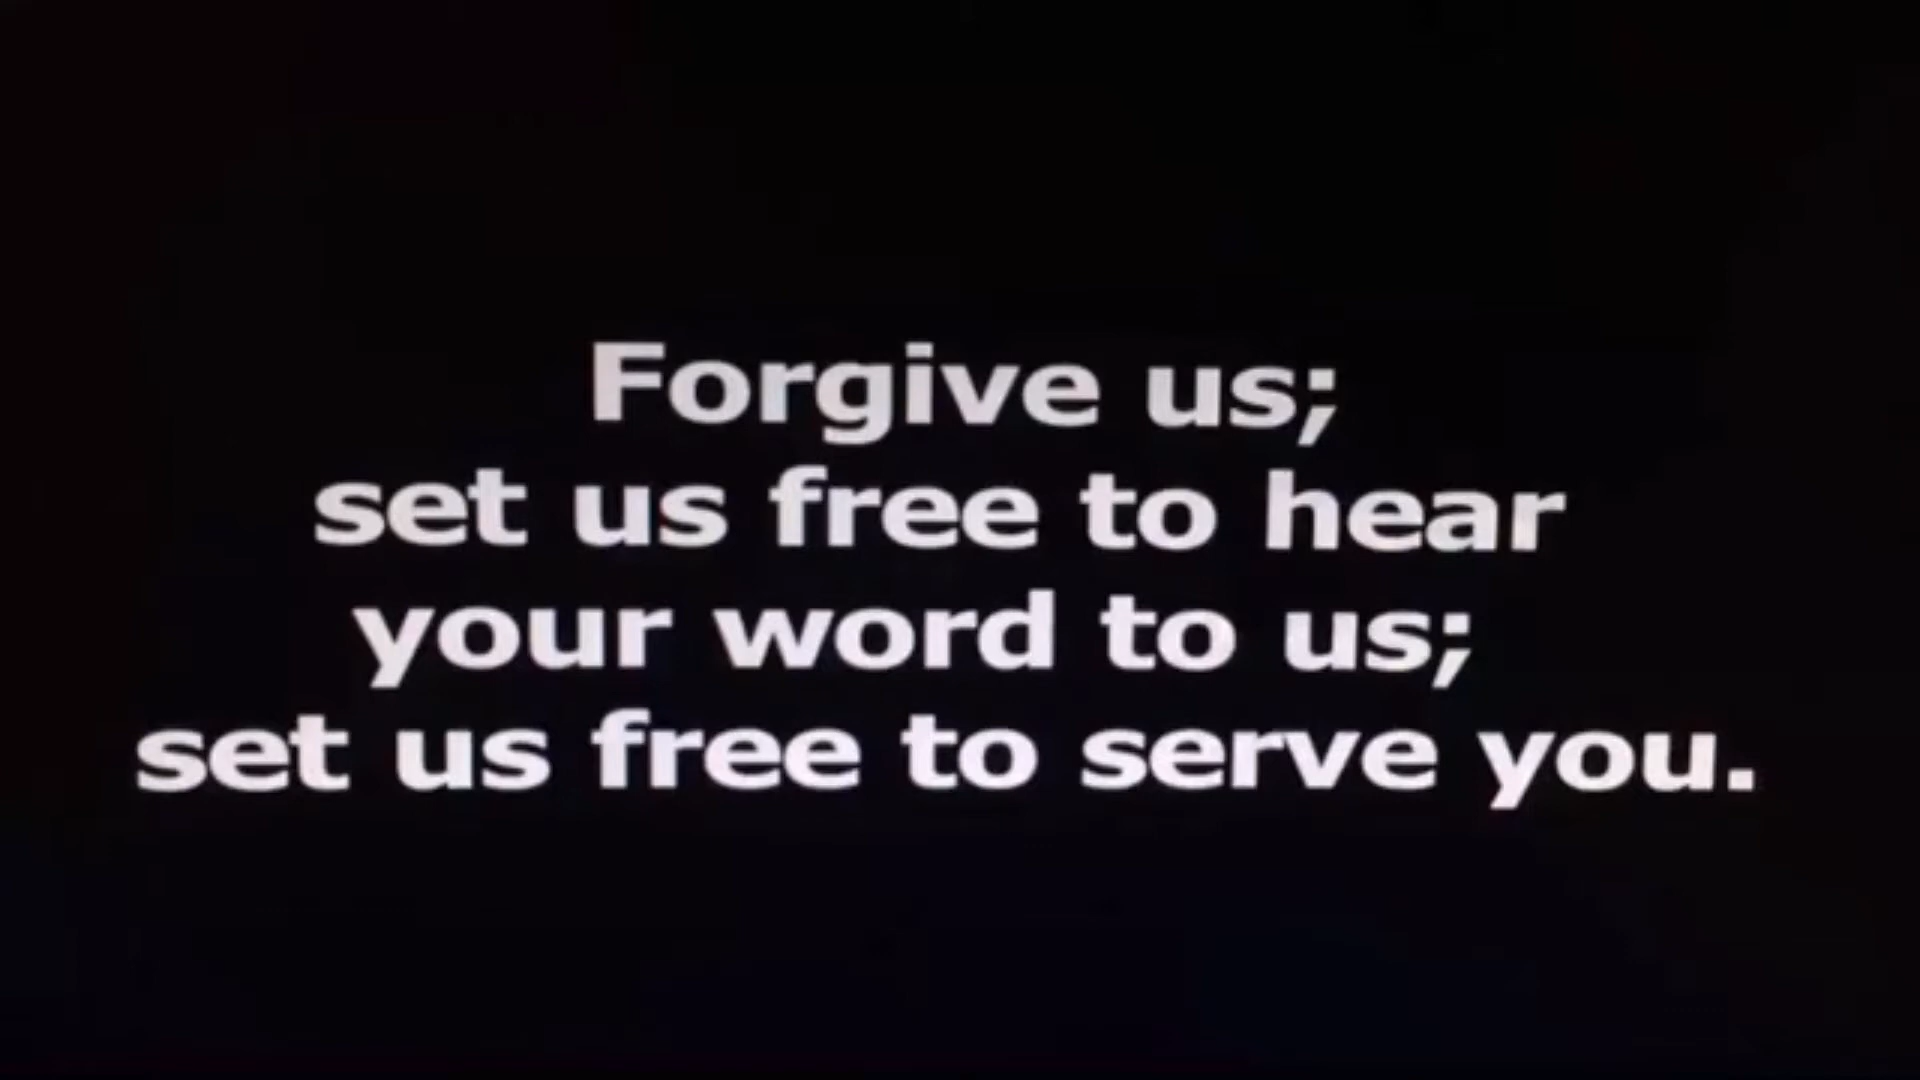 Forgive us;
set us free to hear
your word to us;
set us free to serve you.